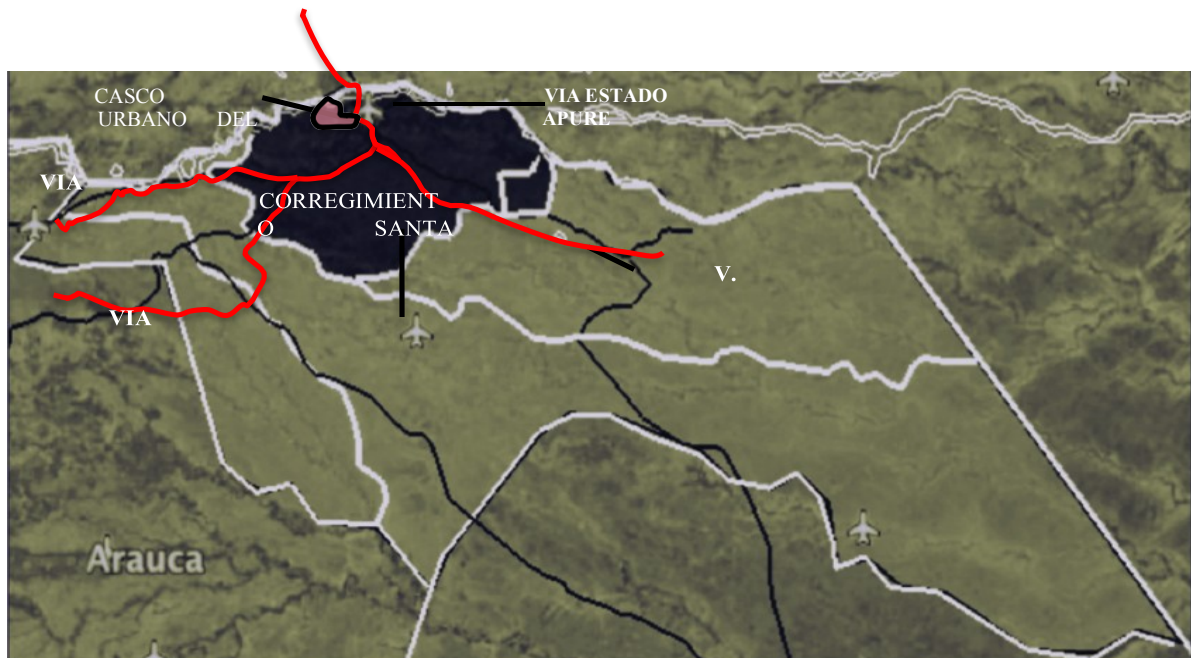 CASCO
URBANO DEL
VIA ESTADO
APURE
VIA
CORREGIMIENT
O SANTA
V.
VIA
Arauca